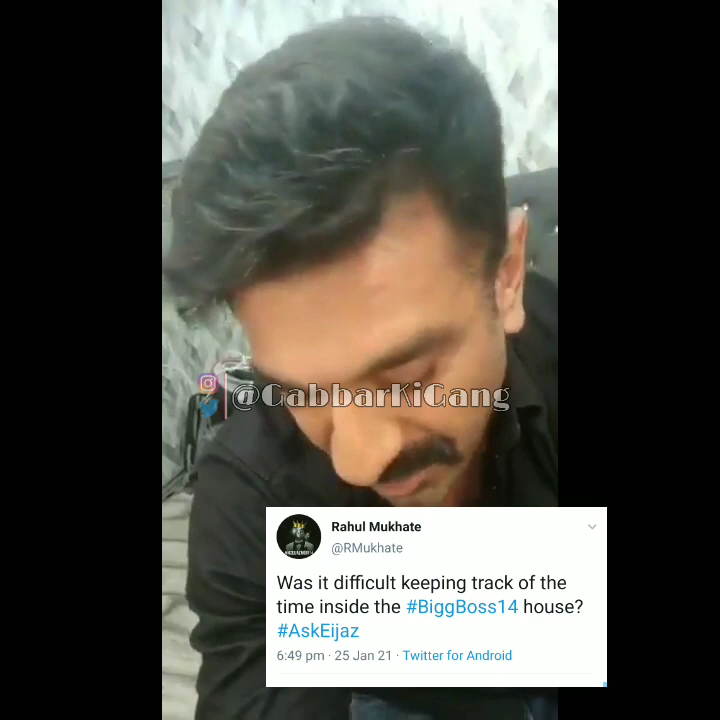 @GabbarKiGang
Rahul Mukhate
@RMukhate
Was it difficult keeping track of the
time inside the #BiggBoss14 house?
#AskEijaz
6:49 pm · 25 Jan 21 · Twitter for Android